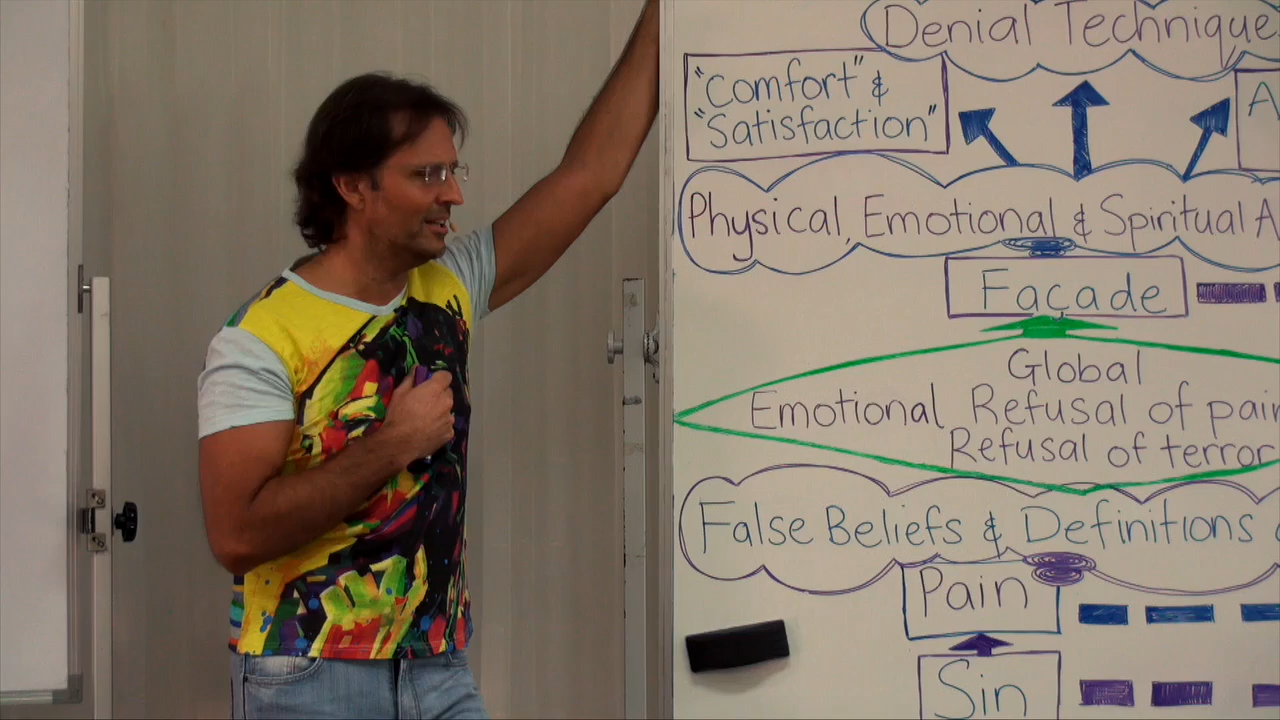 Denial Technique
"Comfort" &
"Satisfaction"
A
Physical, Emotional & Spiritual A
Façade
Global
Emotional Refusal of pain
Refusal of terror
False Beliefs & Definitions
Pain
Sin